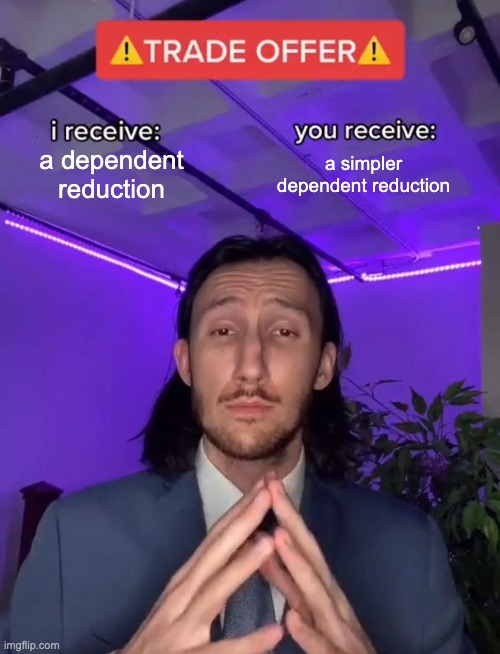 ⚠️TRADE OFFER⚠️
i receive:
you receive:
a dependent
reduction
a simpler
dependent reduction
imgflip.com